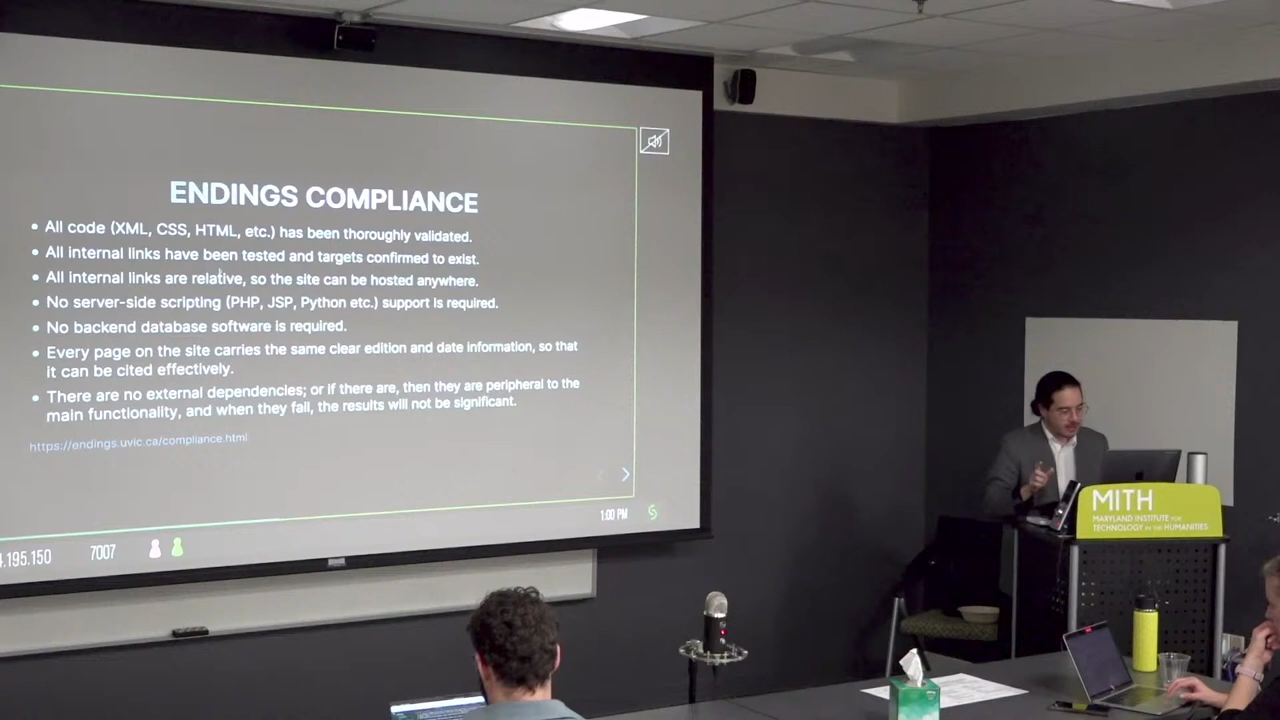 ENDINGS COMPLIANCE
• All code (XML, CSS, HTML, etc.) has been thoroughly validated.
• All internal links have been tested and targets confirmed to exist.
• All internal links are relative, so the site can be hosted anywhere.
• No server-side scripting (PHP, JSP, Python etc.) support is required.
• No backend database software is required.
• Every page on the site carries the same clear edition and date information, so that
it can be cited effectively.
• There are no external dependencies; or if there are, then they are peripheral to the
main functionality, and when they fail, the results will not be significant.
https://endings.uvic.ca/compliance.html
1:00 PM
4.195.150
7007
MITH
MARYLAND INSTITUTE FOR
TECHNOLOGY IN THE HUMANITIES